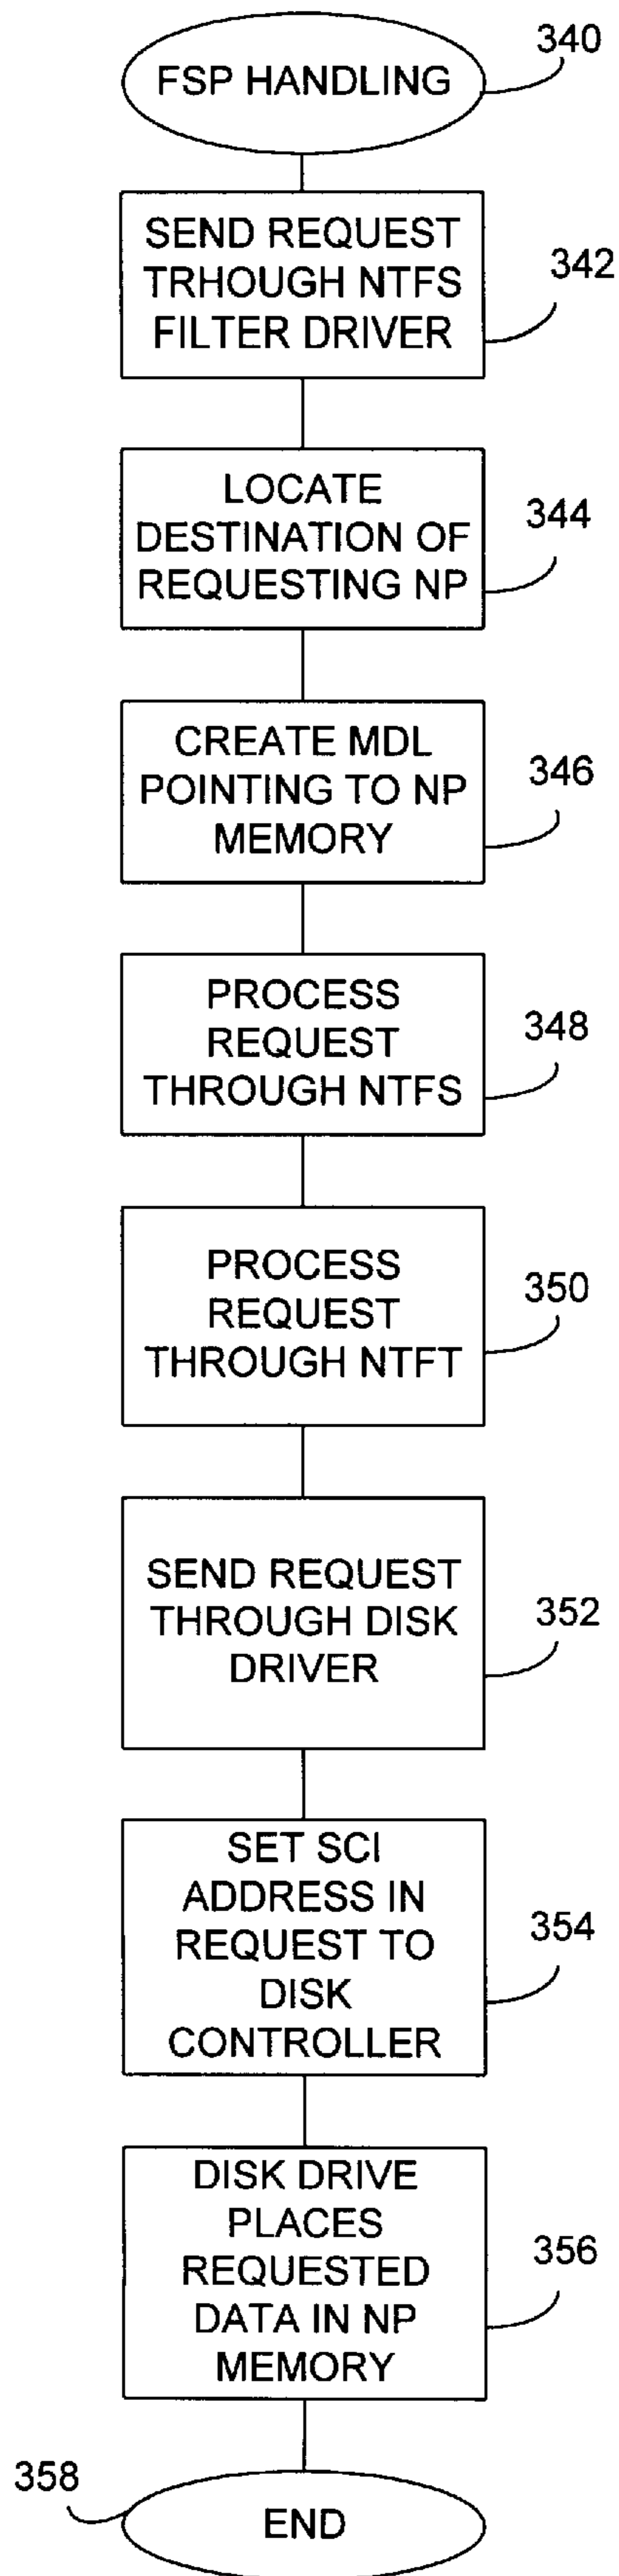 FSP HANDLING
340
SEND REQUEST
TRHOUGH NTFS
FILTER DRIVER
342
LOCATE
DESTINATION OF
REQUESTING NP
344
CREATE MDL
POINTING TO NP
MEMORY
346
PROCESS
REQUEST
THROUGH NTFS
348
PROCESS
REQUEST
THROUGH NTFT
350
SEND REQUEST
THROUGH DISK
DRIVER
352
SET SCI
ADDRESS IN
REQUEST TO
DISK
CONTROLLER
354
DISK DRIVE
PLACES
REQUESTED
DATA IN NP
MEMORY
356
358
END